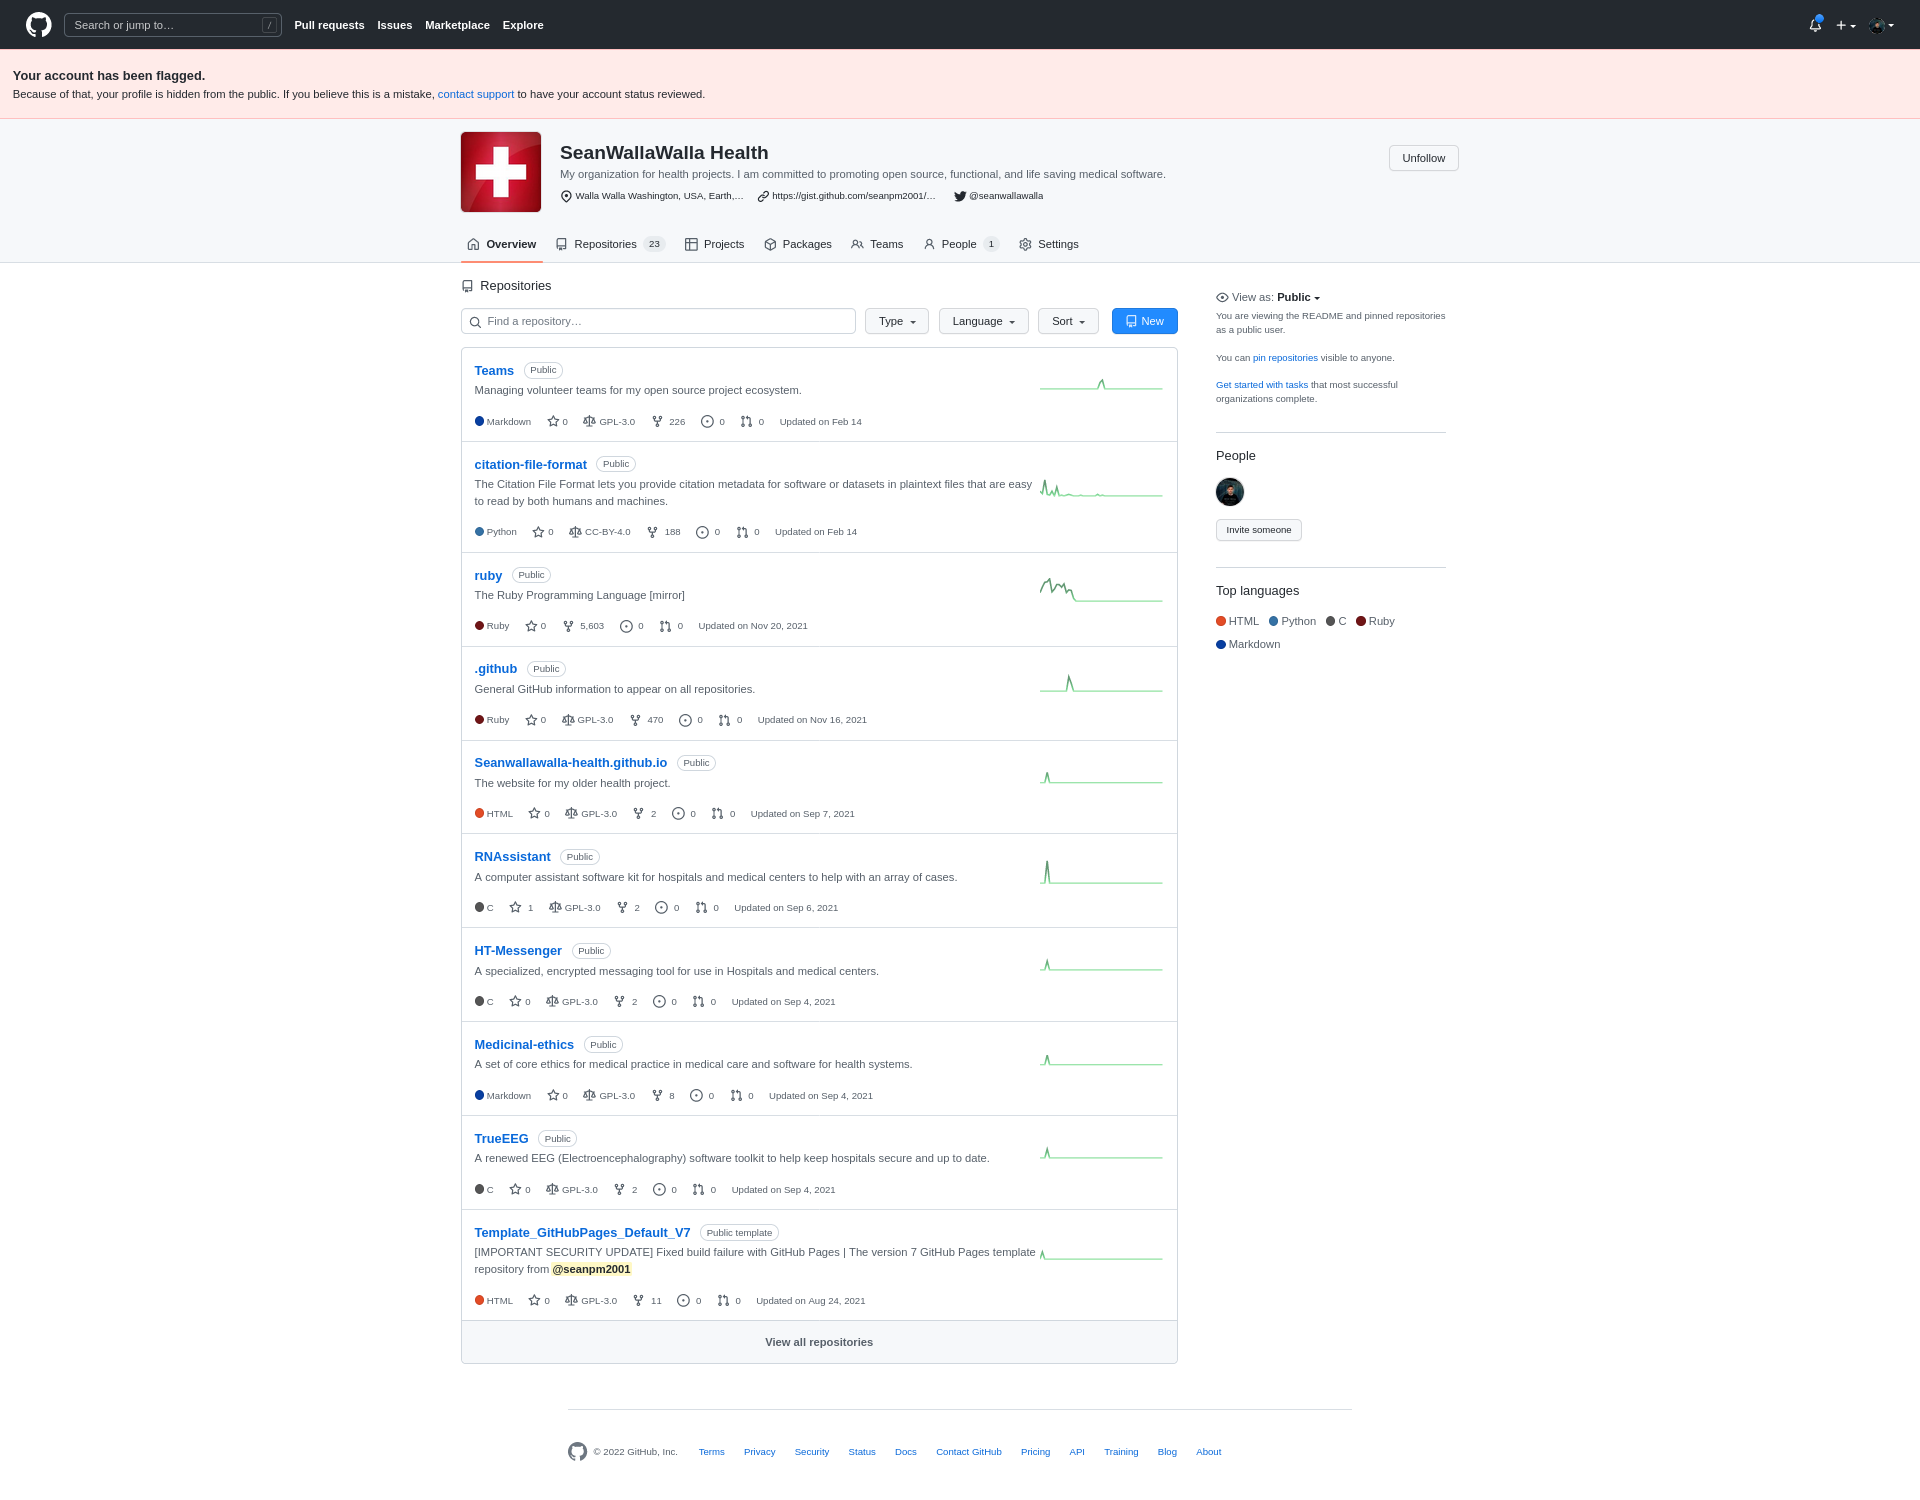 Search or jump to… /
Pull requests Issues Marketplace Explore
Your account has been flagged.
Because of that, your profile is hidden from the public. If you believe this is a mistake, contact support to have your account status reviewed.
SeanWallaWalla Health
Unfollow
My organization for health projects. I am committed to promoting open source, functional, and life saving medical software.
Walla Walla Washington, USA, Earth,… https://gist.github.com/seanpm2001/… @seanwallawalla
Overview Repositories 23 Projects Packages Teams People 1 Settings
Repositories
Find a repository… Type Language Sort New
Teams Public
Managing volunteer teams for my open source project ecosystem.
Markdown 0 GPL-3.0 226 0 0 Updated on Feb 14
citation-file-format Public
The Citation File Format lets you provide citation metadata for software or datasets in plaintext files that are easy
to read by both humans and machines.
Python 0 CC-BY-4.0 188 0 0 Updated on Feb 14
ruby Public
The Ruby Programming Language [mirror]
Ruby 0 5,603 0 0 Updated on Nov 20, 2021
.github Public
General GitHub information to appear on all repositories.
Ruby 0 GPL-3.0 470 0 0 Updated on Nov 16, 2021
Seanwallawalla-health.github.io Public
The website for my older health project.
HTML 0 GPL-3.0 2 0 0 Updated on Sep 7, 2021
RNAssistant Public
A computer assistant software kit for hospitals and medical centers to help with an array of cases.
C 1 GPL-3.0 2 0 0 Updated on Sep 6, 2021
HT-Messenger Public
A specialized, encrypted messaging tool for use in Hospitals and medical centers.
C 0 GPL-3.0 2 0 0 Updated on Sep 4, 2021
Medicinal-ethics Public
A set of core ethics for medical practice in medical care and software for health systems.
Markdown 0 GPL-3.0 8 0 0 Updated on Sep 4, 2021
TrueEEG Public
A renewed EEG (Electroencephalography) software toolkit to help keep hospitals secure and up to date.
C 0 GPL-3.0 2 0 0 Updated on Sep 4, 2021
Template_GitHubPages_Default_V7 Public template
[IMPORTANT SECURITY UPDATE] Fixed build failure with GitHub Pages | The version 7 GitHub Pages template
repository from @seanpm2001
HTML 0 GPL-3.0 11 0 0 Updated on Aug 24, 2021
View all repositories
View as: Public
You are viewing the README and pinned repositories
as a public user.
You can pin repositories visible to anyone.
Get started with tasks that most successful
organizations complete.
People
Invite someone
Top languages
HTML Python C Ruby
Markdown
© 2022 GitHub, Inc. Terms Privacy Security Status Docs Contact GitHub Pricing API Training Blog About